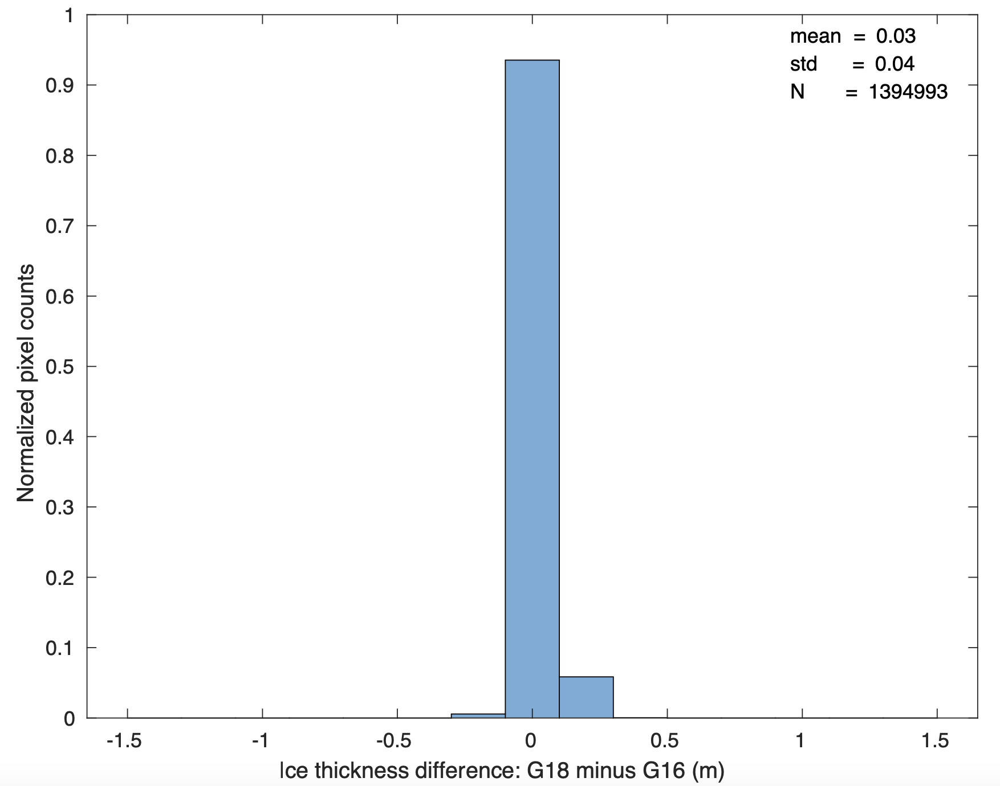 mean = 0.03
std = 0.04
N = 1394993
1
0.9
0.8
0.7
0.6
0.5
0.4
0.3
0.2
0.1
0
Normalized pixel counts
-1.5 -1 -0.5 0 0.5 1 1.5
Ice thickness difference: G18 minus G16 (m)